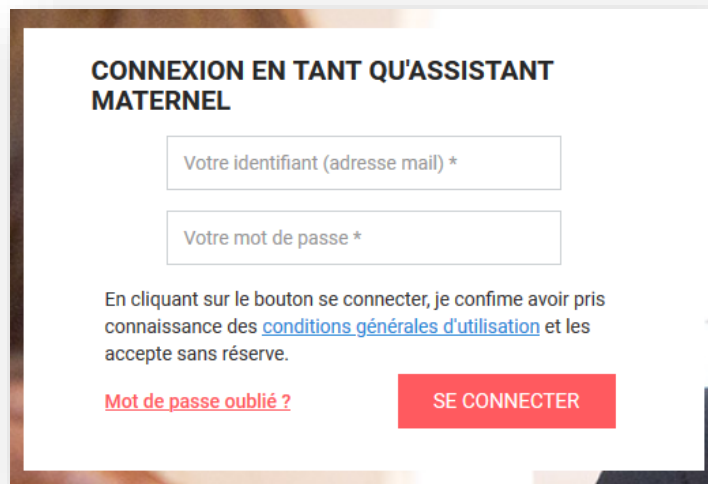 CONNEXION EN TANT QU'ASSISTANT
MATERNEL
Votre identifiant (adresse mail) *
Votre mot de passe *
En cliquant sur le bouton se connecter, je confime avoir pris
connaissance des conditions générales d'utilisation et les
accepte sans réserve.
Mot de passe oublié ?
SE CONNECTER